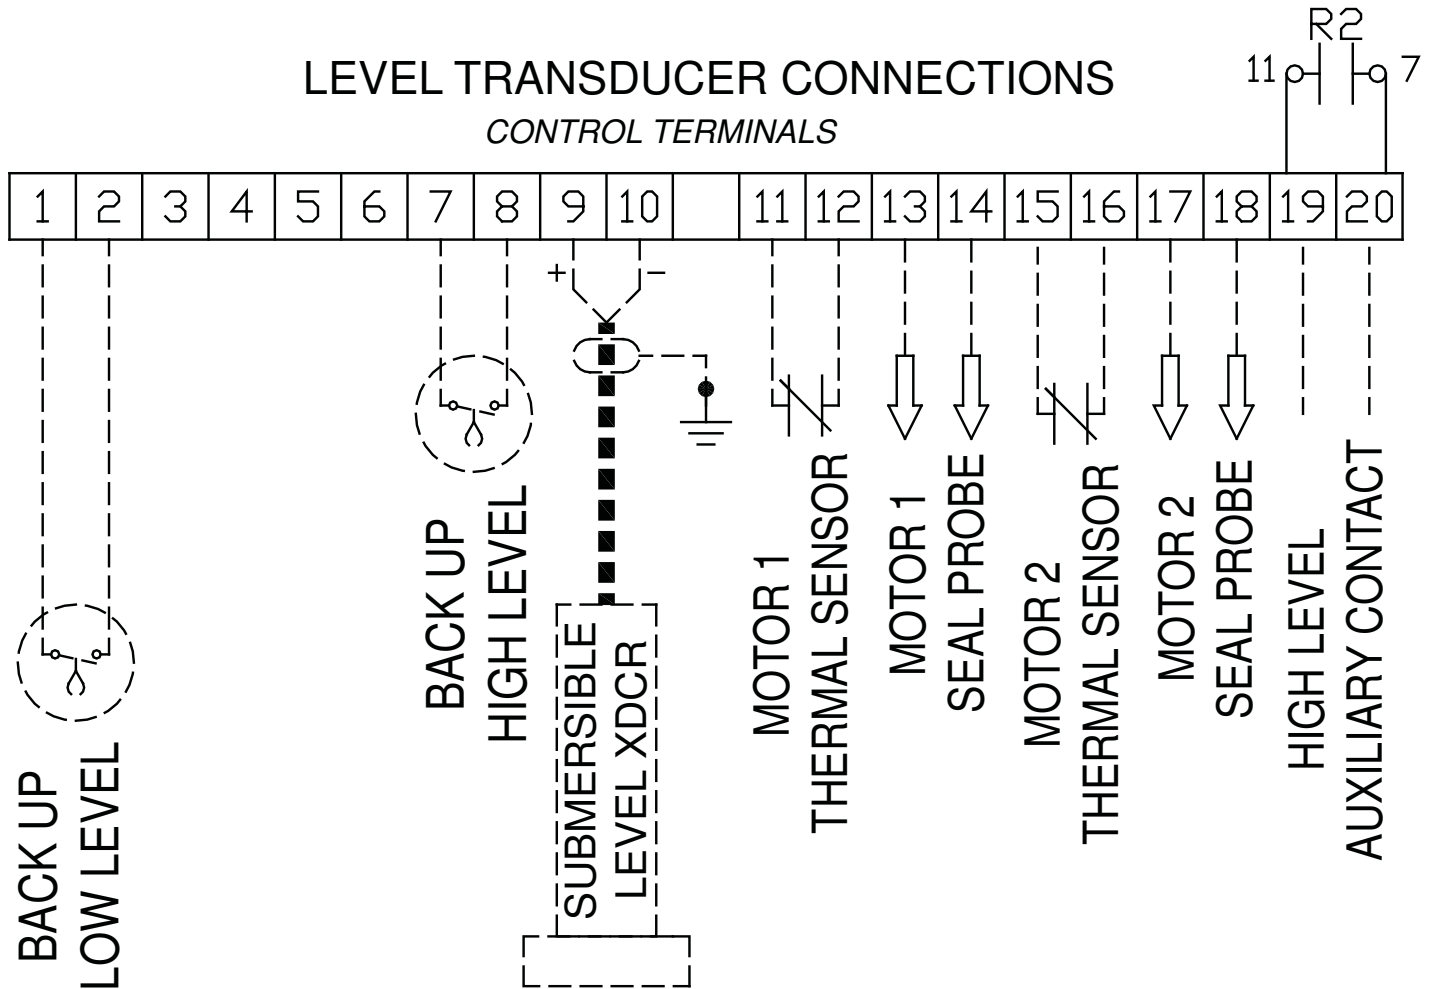 R2
11 7
LEVEL TRANSDUCER CONNECTIONS
CONTROL TERMINALS
1 2 3 4 5 6 7 8 9 10 11 12 13 14 15 16 17 18 19 20
+ −
BACK UP
LOW LEVEL
BACK UP
HIGH LEVEL
SUBMERSIBLE
LEVEL XDCR
MOTOR 1
THERMAL SENSOR
MOTOR 1
SEAL PROBE
MOTOR 2
THERMAL SENSOR
MOTOR 2
SEAL PROBE
HIGH LEVEL
AUXILIARY CONTACT